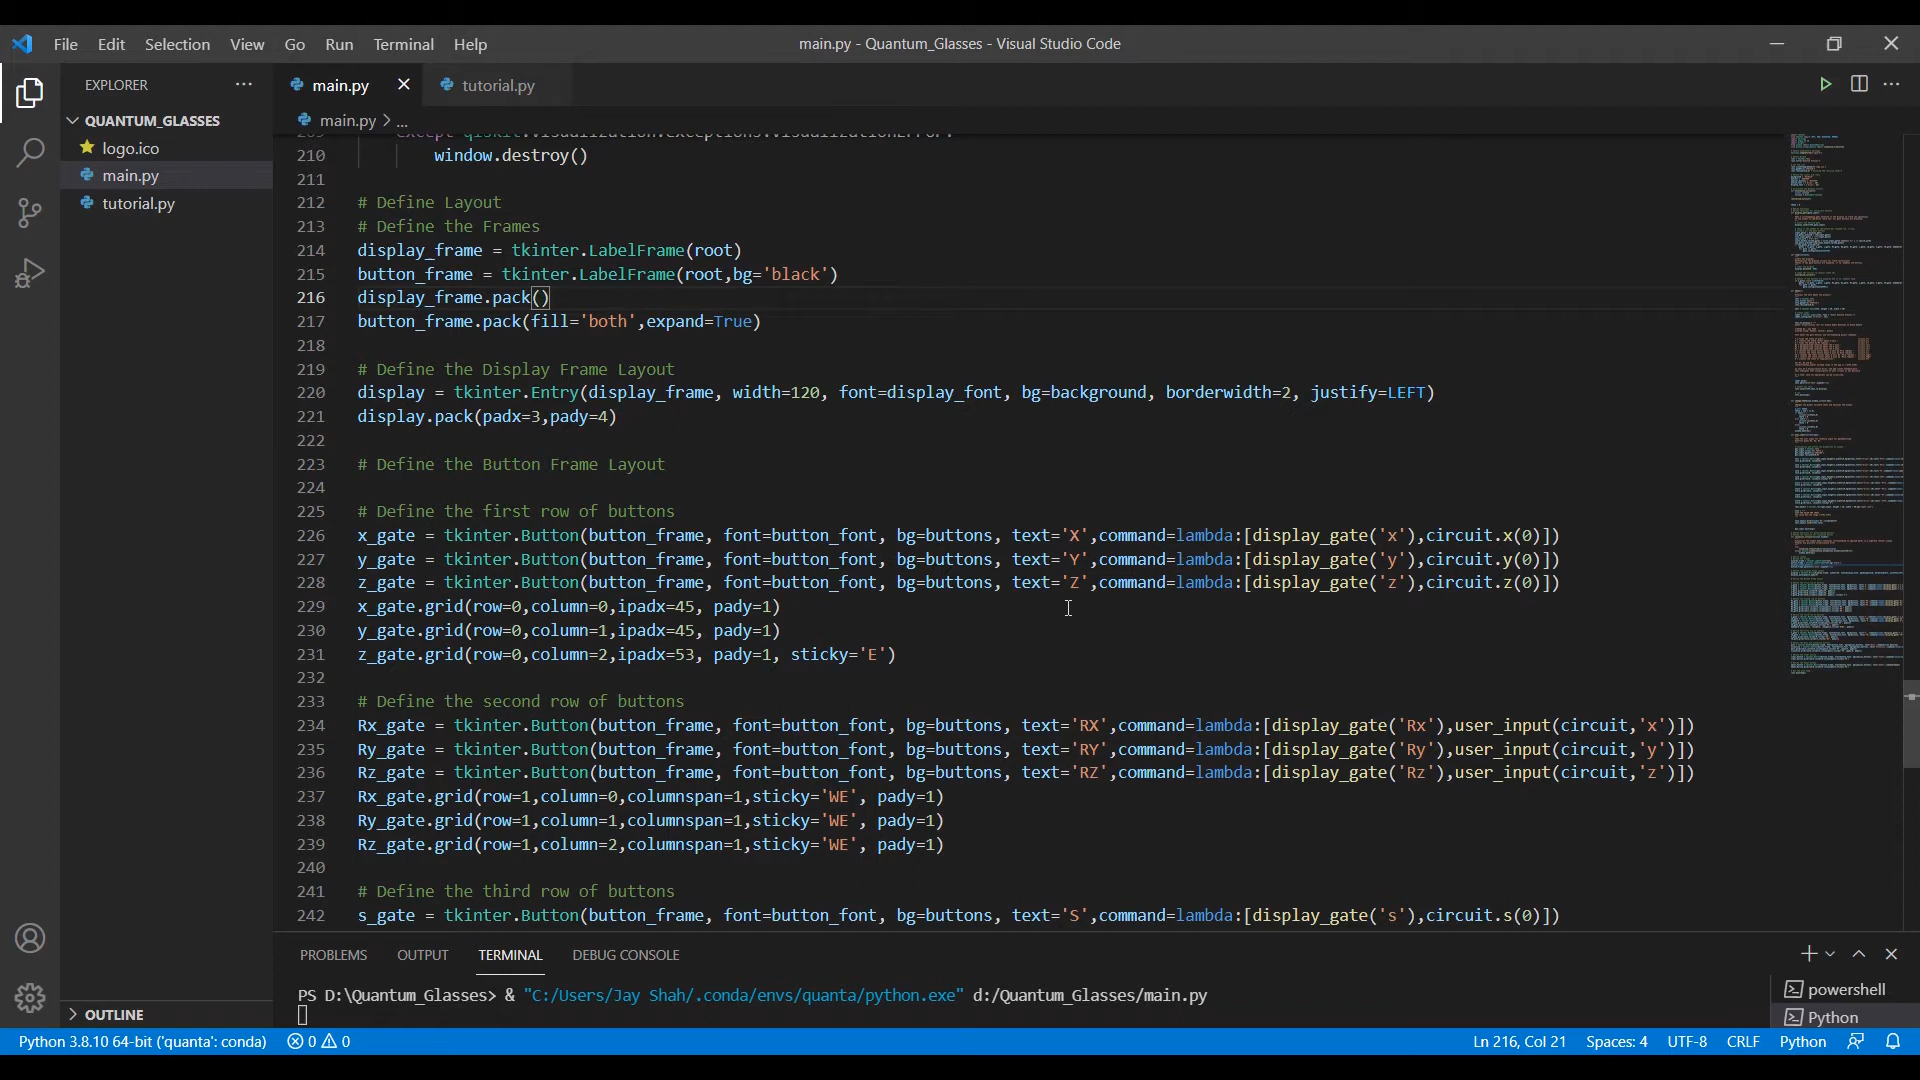 File Edit Selection View Go Run Terminal Help
main.py - Quantum_Glasses - Visual Studio Code
EXPLORER
main.py
tutorial.py
QUANTUM_GLASSES
main.py > ...
logo.ico
main.py
tutorial.py
210 window.destroy()
211
212 # Define Layout
213 # Define the Frames
214 display_frame = tkinter.LabelFrame(root)
215 button_frame = tkinter.LabelFrame(root,bg='black')
216 display_frame.pack()
217 button_frame.pack(fill='both',expand=True)
218
219 # Define the Display Frame Layout
220 display = tkinter.Entry(display_frame, width=120, font=display_font, bg=background, borderwidth=2, justify=LEFT)
221 display.pack(padx=3,pady=4)
222
223 # Define the Button Frame Layout
224
225 # Define the first row of buttons
226 x_gate = tkinter.Button(button_frame, font=button_font, bg=buttons, text='X',command=lambda:[display_gate('x'),circuit.x(0)])
227 y_gate = tkinter.Button(button_frame, font=button_font, bg=buttons, text='Y',command=lambda:[display_gate('y'),circuit.y(0)])
228 z_gate = tkinter.Button(button_frame, font=button_font, bg=buttons, text='Z',command=lambda:[display_gate('z'),circuit.z(0)])
229 x_gate.grid(row=0,column=0,ipadx=45, pady=1)
230 y_gate.grid(row=0,column=1,ipadx=45, pady=1)
231 z_gate.grid(row=0,column=2,ipadx=53, pady=1, sticky='E')
232
233 # Define the second row of buttons
234 Rx_gate = tkinter.Button(button_frame, font=button_font, bg=buttons, text='RX',command=lambda:[display_gate('Rx'),user_input(circuit,'x')])
235 Ry_gate = tkinter.Button(button_frame, font=button_font, bg=buttons, text='RY',command=lambda:[display_gate('Ry'),user_input(circuit,'y')])
236 Rz_gate = tkinter.Button(button_frame, font=button_font, bg=buttons, text='RZ',command=lambda:[display_gate('Rz'),user_input(circuit,'z')])
237 Rx_gate.grid(row=1,column=0,columnspan=1,sticky='WE', pady=1)
238 Ry_gate.grid(row=1,column=1,columnspan=1,sticky='WE', pady=1)
239 Rz_gate.grid(row=1,column=2,columnspan=1,sticky='WE', pady=1)
240
241 # Define the third row of buttons
242 s_gate = tkinter.Button(button_frame, font=button_font, bg=buttons, text='S',command=lambda:[display_gate('s'),circuit.s(0)])
PROBLEMS OUTPUT TERMINAL DEBUG CONSOLE
PS D:\Quantum_Glasses> & "C:/Users/Jay Shah/.conda/envs/quanta/python.exe" d:/Quantum_Glasses/main.py
powershell
Python
OUTLINE
Python 3.8.10 64-bit ('quanta': conda) 0 0
Ln 216, Col 21 Spaces: 4 UTF-8 CRLF Python